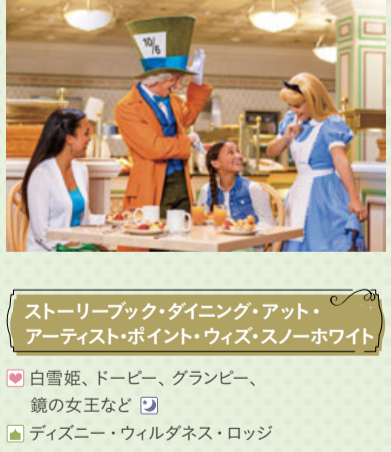 10/6
ストーリーブック・ダイニング・アット・
アーティスト・ポイント・ウィズ・スノーホワイト
白雪姫、ドーピー、グランピー、
鏡の女王など
ディズニー・ウィルダネス・ロッジ